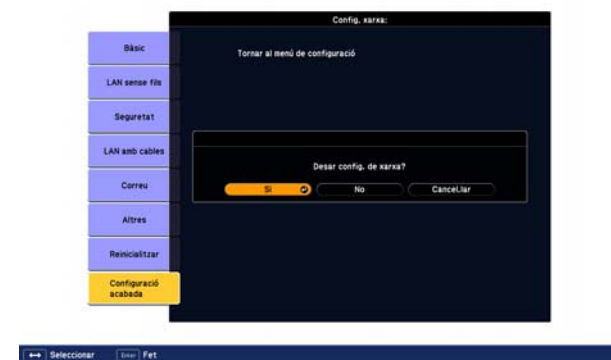 Config. xarxa:
Bàsic
Tornar al menú de configuració
LAN sense fils
Seguretat
LAN amb cables
Desar config. de xarxa?
Sí No Cancel.lar
Correu
Altres
Reinicialitzar
Configuració
acabada
Seleccionar Enter Fet